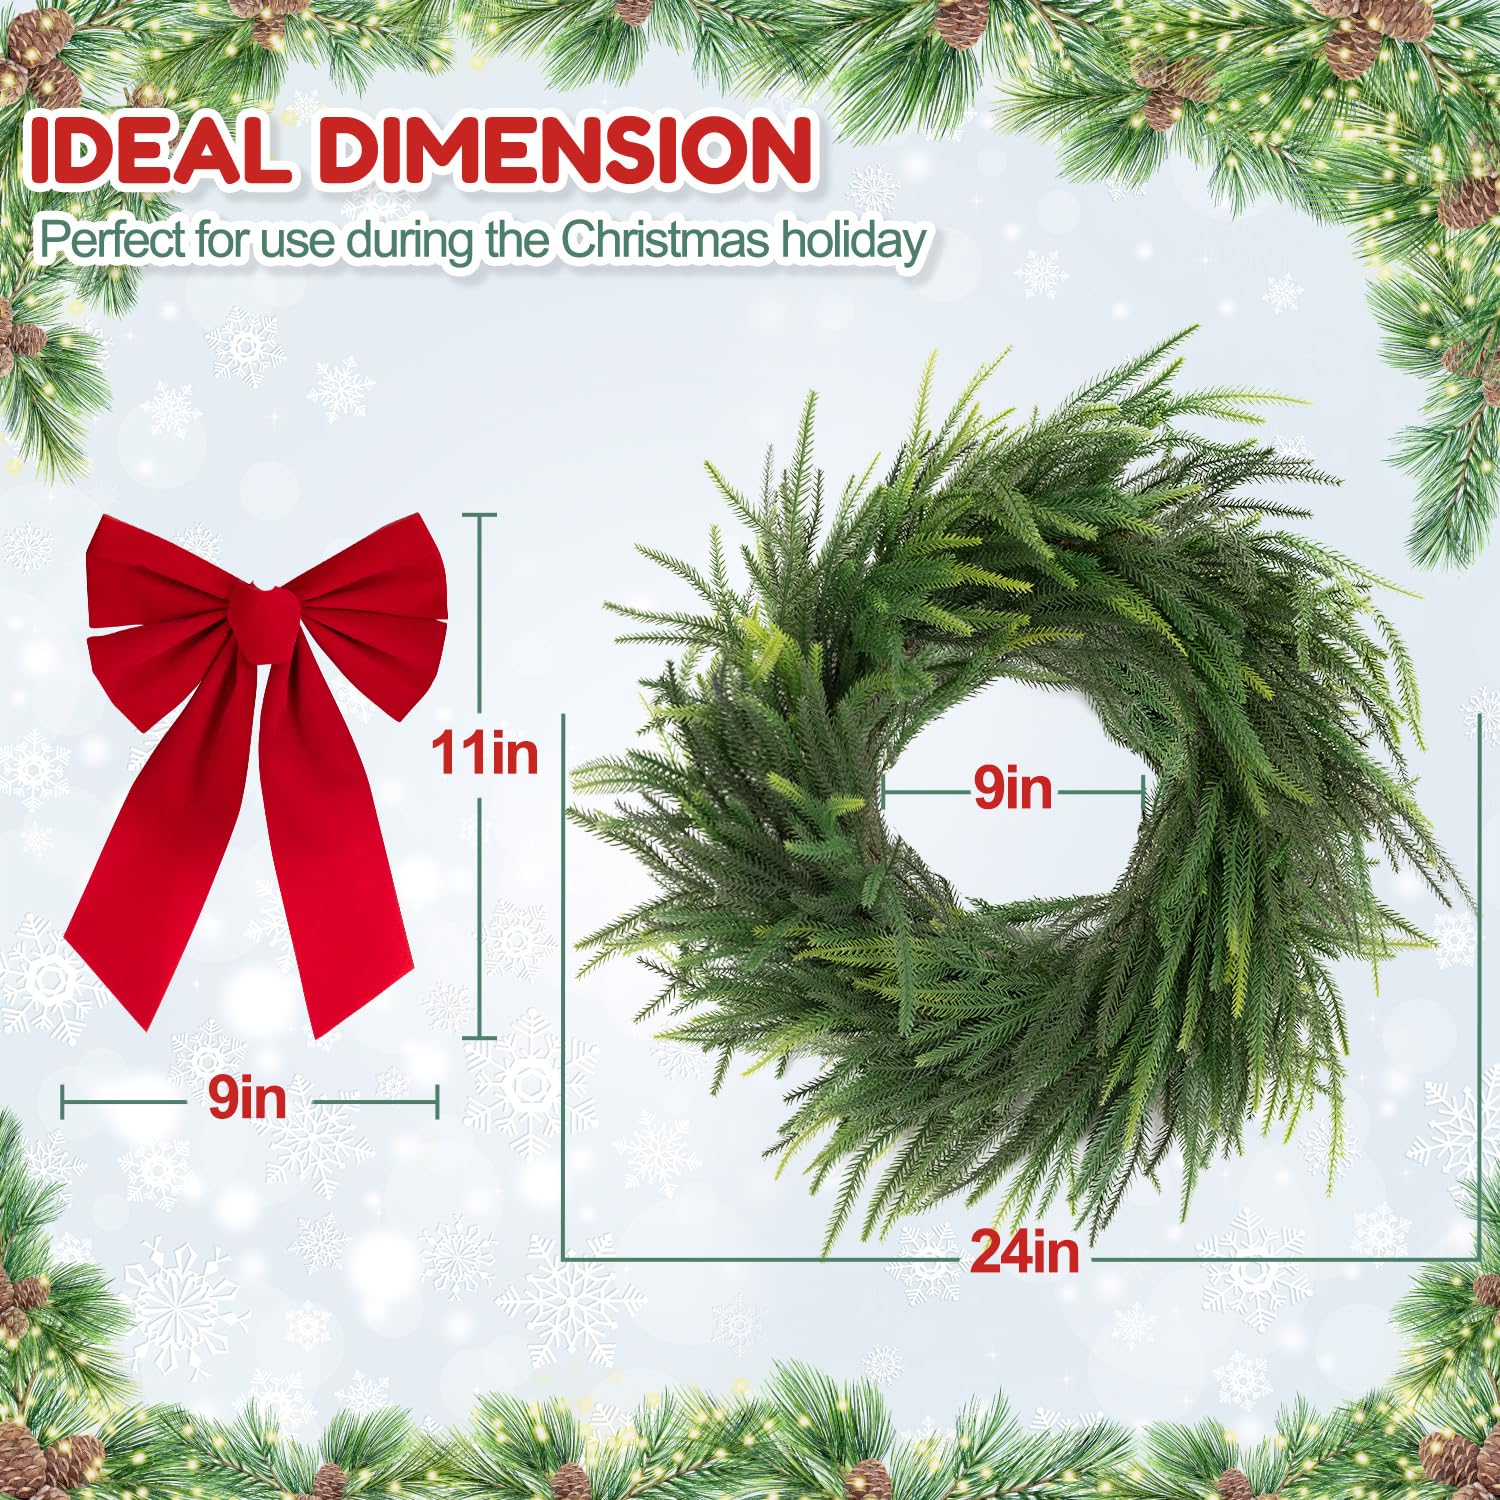 IDEAL DIMENSION
Perfect for use during the Christmas holiday
11in
9in
9in
24in